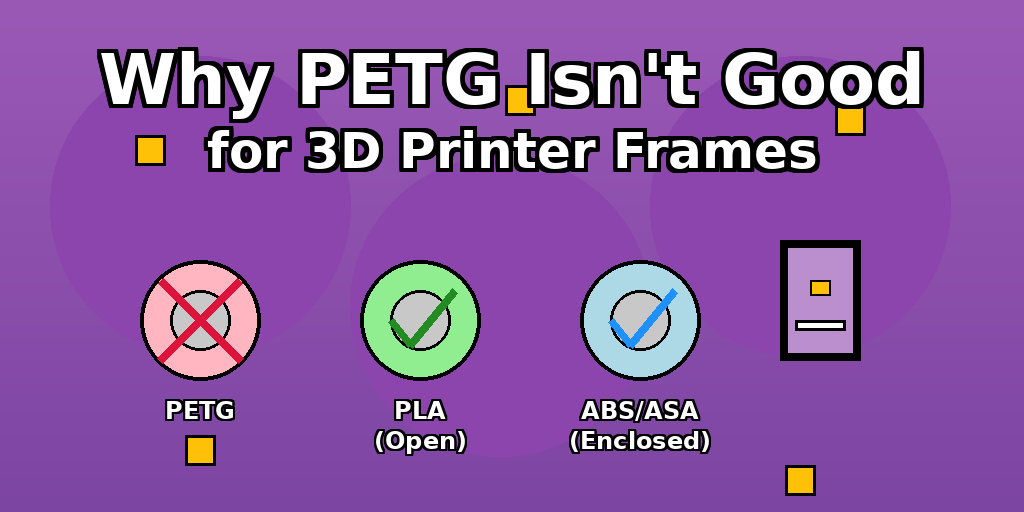 Why PETG Isn't Good
for 3D Printer Frames
PETG
PLA
(Open)
ABS/ASA
(Enclosed)